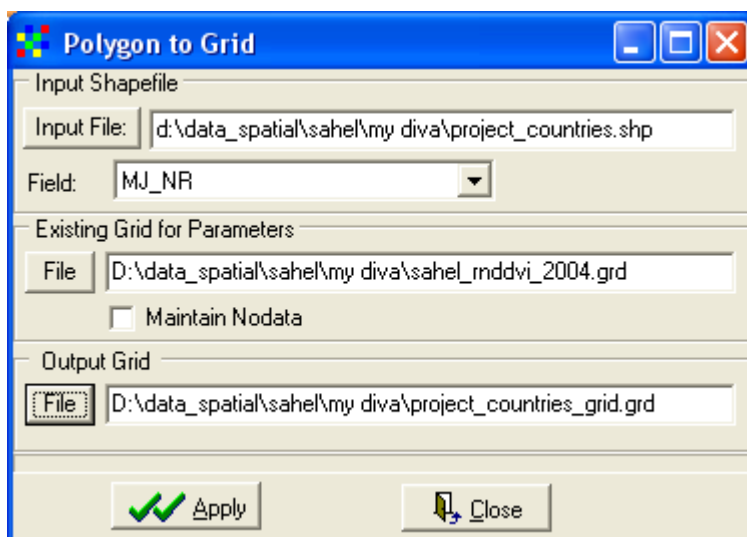 Polygon to Grid
Input Shapefile
Input File: d:\data_spatial\sahel\my diva\project_countries.shp
Field: MJ_NR
Existing Grid for Parameters
File D:\data_spatial\sahel\my diva\sahel_rnddvi_2004.grd
Maintain Nodata
Output Grid
File D:\data_spatial\sahel\my diva\project_countries_grid.grd
Apply Close